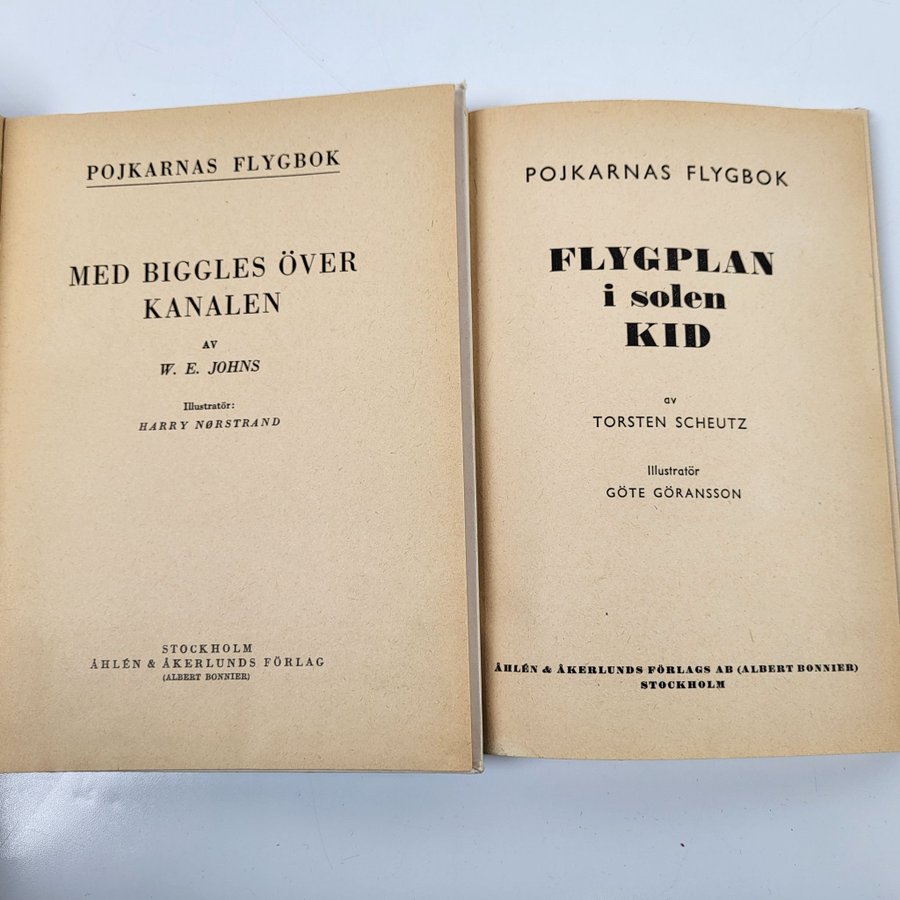 POJKARNAS FLYGBOK
MED BIGGLES ÖVER
KANALEN
AV
W. E. JOHNS
Illustratör:
HARRY NØRSTRAND
STOCKHOLM
ÅHLÉN & ÅKERLUNDS FÖRLAG
(ALBERT BONNIER)
POJKARNAS FLYGBOK
FLYGPLAN
i solen
KID
av
TORSTEN SCHEUTZ
Illustratör
GÖTE GÖRANSSON
ÅHLÉN & ÅKERLUNDS FÖRLAGS AB (ALBERT BONNIER)
STOCKHOLM